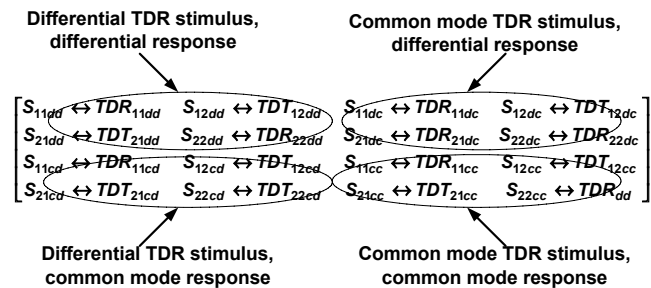 Differential TDR stimulus,
differential response
Common mode TDR stimulus,
differential response
S11dd ↔ TDR11dd S12dd ↔ TDT12dd S11dc ↔ TDR11dc S12dc ↔ TDT12dc
S21dd ↔ TDT21dd S22dd ↔ TDR22dd S21dc ↔ TDR21dc S22dc ↔ TDR22dc
S11cd ↔ TDR11cd S12cd ↔ TDT12cd S11cc ↔ TDR11cc S12cc ↔ TDT12cc
S21cd ↔ TDT21cd S22cd ↔ TDT22cd S21cc ↔ TDT21cc S22cc ↔ TDRdd
Differential TDR stimulus,
common mode response
Common mode TDR stimulus,
common mode response